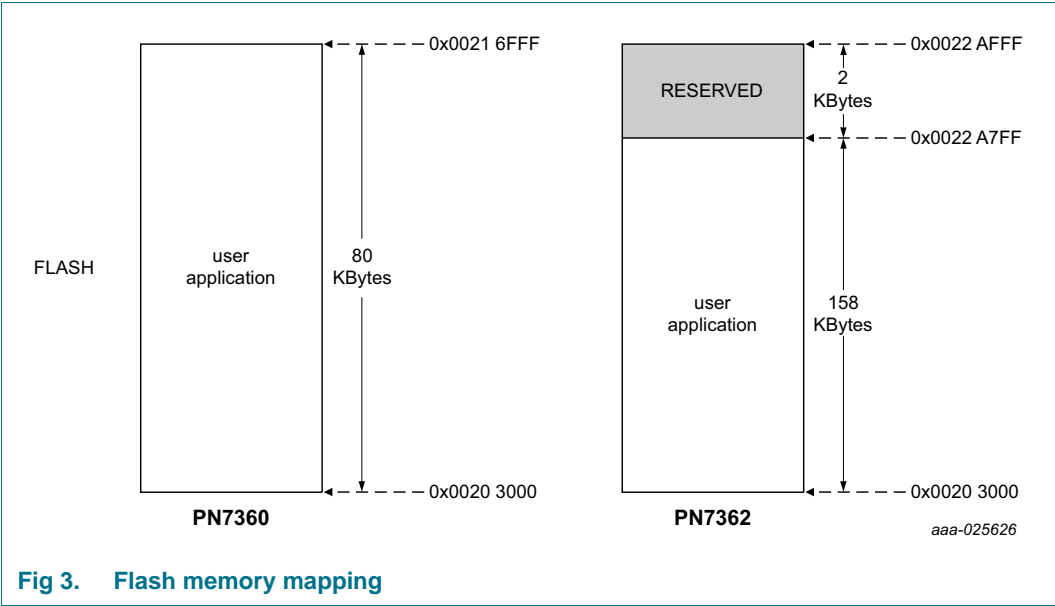 0x0021 6FFF
FLASH
user
application
80
KBytes
0x0020 3000
PN7360
0x0022 AFFF
RESERVED
2
KBytes
0x0022 A7FF
user
application
158
KBytes
0x0020 3000
PN7362
aaa-025626
Fig 3. Flash memory mapping